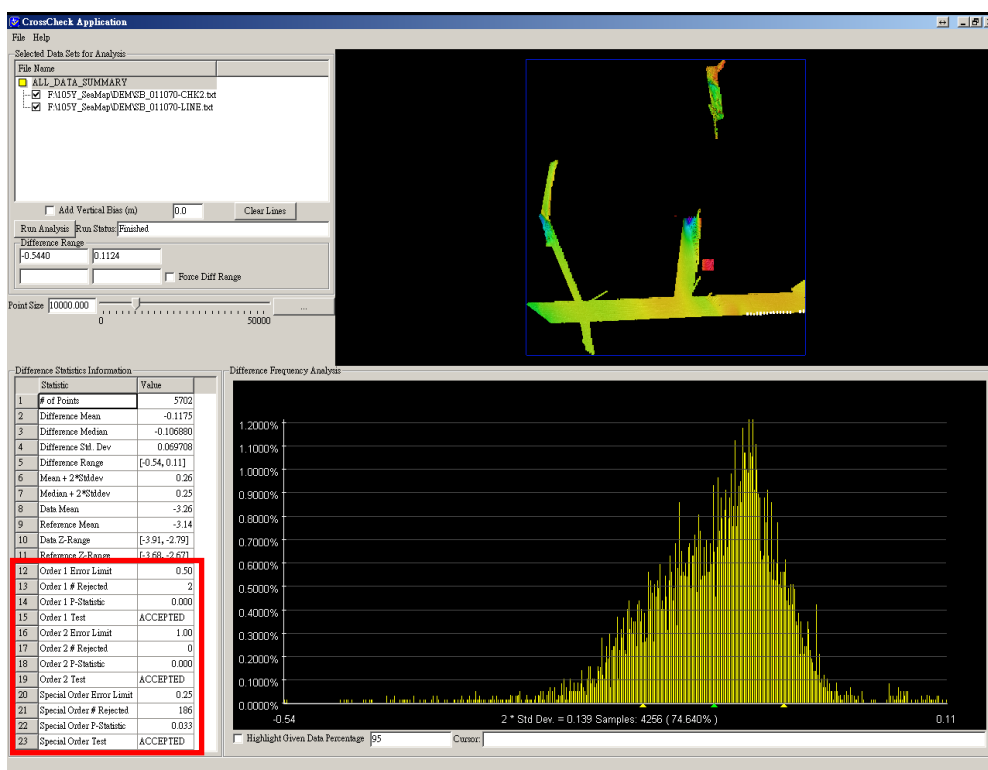 CrossCheck Application
File Help
Selected Data Sets for Analysis
File Name
ALL_DATA_SUMMARY
F:\105Y_SeaMap\DEM\SB_011070-CHK2.txt
F:\105Y_SeaMap\DEM\SB_011070-LINE.txt
Add Vertical Bias (m) 0.0 Clear Lines
Run Analysis Run Status: Finished
Difference Range
-0.5440 0.1124
Force Diff Range
Point Size 10000.000 ...
0 50000
Difference Statistics Information
Statistic Value
1 # of Points 5702
2 Difference Mean -0.1175
3 Difference Median -0.106880
4 Difference Std. Dev 0.069708
5 Difference Range [-0.54, 0.11]
6 Mean + 2*Stddev 0.26
7 Median + 2*Stddev 0.25
8 Data Mean -3.26
9 Reference Mean -3.14
10 Data Z-Range [-3.91, -2.79]
11 Reference Z-Range [-3.68, -2.67]
12 Order 1 Error Limit 0.50
13 Order 1 # Rejected 2
14 Order 1 P-Statistic 0.000
15 Order 1 Test ACCEPTED
16 Order 2 Error Limit 1.00
17 Order 2 # Rejected 0
18 Order 2 P-Statistic 0.000
19 Order 2 Test ACCEPTED
20 Special Order Error Limit 0.25
21 Special Order # Rejected 186
22 Special Order P-Statistic 0.033
23 Special Order Test ACCEPTED
Difference Frequency Analysis
1.2000%
1.1000%
1.0000%
0.9000%
0.8000%
0.7000%
0.6000%
0.5000%
0.4000%
0.3000%
0.2000%
0.1000%
0.0000%
-0.54 2 * Std Dev. = 0.139 Samples: 4256 ( 74.640% ) 0.11
Highlight Given Data Percentage 95 Cursor: